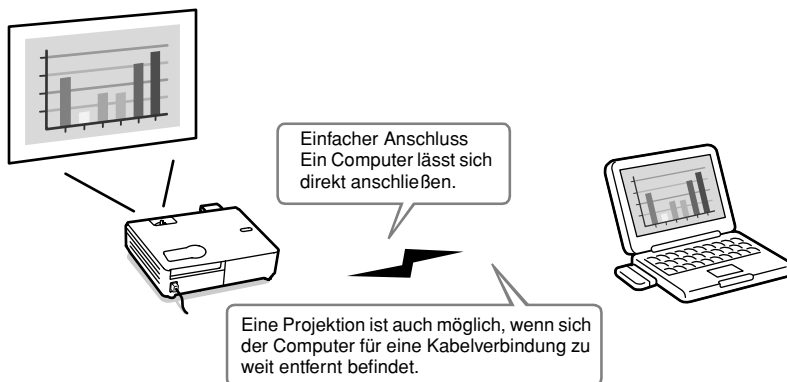 Einfacher Anschluss
Ein Computer lässt sich
direkt anschließen.
Eine Projektion ist auch möglich, wenn sich
der Computer für eine Kabelverbindung zu
weit entfernt befindet.